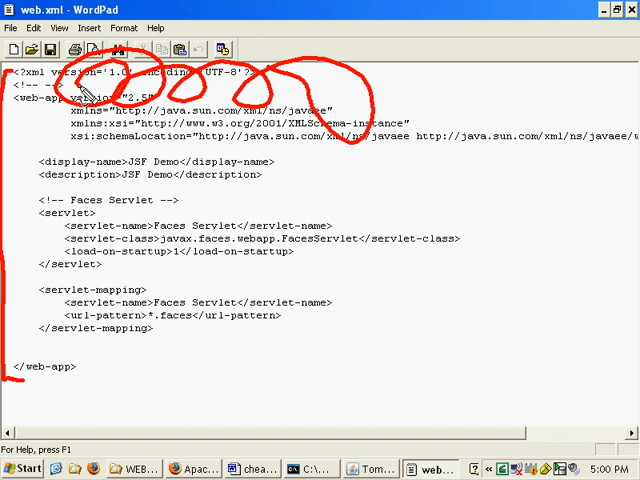 web.xml - WordPad
File Edit View Insert Format Help
<?xml version='1.0' encoding='UTF-8'?>
<!-- -->
<web-app version="2.5"
xmlns="http://java.sun.com/xml/ns/javaee"
xmlns:xsi="http://www.w3.org/2001/XMLSchema-instance"
xsi:schemaLocation="http://java.sun.com/xml/ns/javaee http://java.sun.com/xml/ns/javaee/w
<display-name>JSF Demo</display-name>
<description>JSF Demo</description>
<!-- Faces Servlet -->
<servlet>
<servlet-name>Faces Servlet</servlet-name>
<servlet-class>javax.faces.webapp.FacesServlet</servlet-class>
<load-on-startup>1</load-on-startup>
</servlet>
<servlet-mapping>
<servlet-name>Faces Servlet</servlet-name>
<url-pattern>*.faces</url-pattern>
</servlet-mapping>
</web-app>
For Help, press F1
Start WEB... Apac... chea... C:\... Tom... web... 5:00 PM